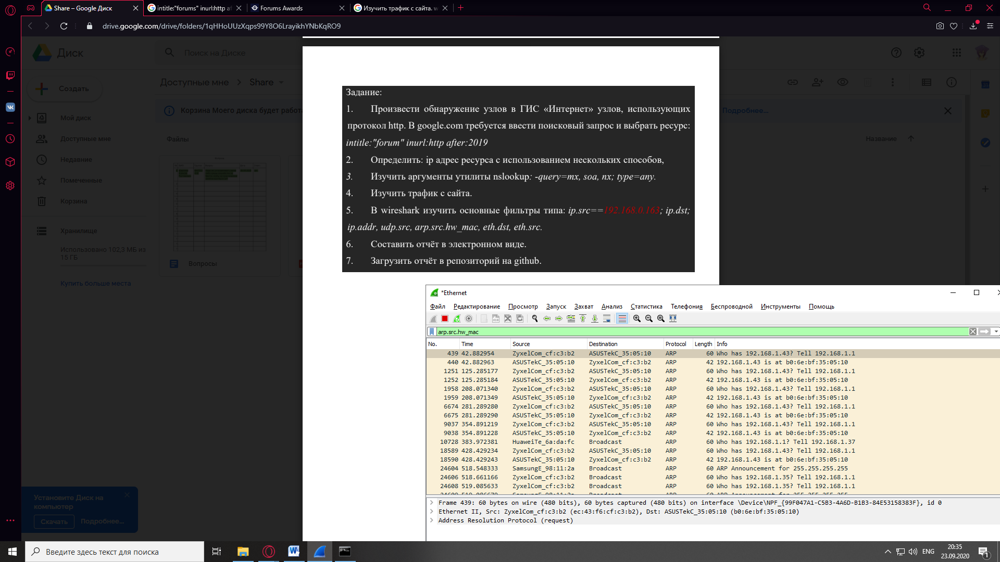 Share – Google Диск
intitle:"forums" inurl:http af
Forums Awards
Изучить трафик с сайта. w
drive.google.com/drive/folders/1qHHoUUzXqps99Y8O6LrayikhYNbKqRO9
Диск
Поиск на Диске
Создать
Доступные мне
Share
Корзина Моего диска будет работа
Подробнее...
Мой диск
Доступные мне
Недавние
Помеченные
Корзина
Хранилище
Использовано 102,3 МБ из
15 ГБ
Купить больше места
Файлы
Название
Вопросы
Задание:
1. Произвести обнаружение узлов в ГИС «Интернет» узлов, использующих
протокол http. В google.com требуется ввести поисковый запрос и выбрать ресурс:
intitle:"forum" inurl:http after:2019
2. Определить: ip адрес ресурса с использованием нескольких способов,
3. Изучить аргументы утилиты nslookup: -query=mx, soa, nx; type=any.
4. Изучить трафик с сайта.
5. В wireshark изучить основные фильтры типа: ip.src==192.168.0.163; ip.dst;
ip.addr, udp.src, arp.src.hw_mac, eth.dst, eth.src.
6. Составить отчёт в электронном виде.
7. Загрузить отчёт в репозиторий на github.
*Ethernet
Файл Редактирование Просмотр Запуск Захват Анализ Статистика Телефония Беспроводной Инструменты Помощь
arp.src.hw_mac
No. Time Source Destination Protocol Length Info
439 42.882954 ZyxelCom_cf:c3:b2 ASUSTekC_35:05:10 ARP 60 Who has 192.168.1.43? Tell 192.168.1.1
440 42.882963 ASUSTekC_35:05:10 ZyxelCom_cf:c3:b2 ARP 42 192.168.1.43 is at b0:6e:bf:35:05:10
1251 125.285177 ZyxelCom_cf:c3:b2 ASUSTekC_35:05:10 ARP 60 Who has 192.168.1.43? Tell 192.168.1.1
1252 125.285184 ASUSTekC_35:05:10 ZyxelCom_cf:c3:b2 ARP 42 192.168.1.43 is at b0:6e:bf:35:05:10
1958 208.071340 ZyxelCom_cf:c3:b2 ASUSTekC_35:05:10 ARP 60 Who has 192.168.1.43? Tell 192.168.1.1
1959 208.071349 ASUSTekC_35:05:10 ZyxelCom_cf:c3:b2 ARP 42 192.168.1.43 is at b0:6e:bf:35:05:10
6674 281.289280 ZyxelCom_cf:c3:b2 ASUSTekC_35:05:10 ARP 60 Who has 192.168.1.43? Tell 192.168.1.1
6675 281.289290 ASUSTekC_35:05:10 ZyxelCom_cf:c3:b2 ARP 42 192.168.1.43 is at b0:6e:bf:35:05:10
9037 354.891219 ZyxelCom_cf:c3:b2 ASUSTekC_35:05:10 ARP 60 Who has 192.168.1.43? Tell 192.168.1.1
9038 354.891228 ASUSTekC_35:05:10 ZyxelCom_cf:c3:b2 ARP 42 192.168.1.43 is at b0:6e:bf:35:05:10
10728 383.972381 HuaweiTe_6a:da:fc Broadcast ARP 60 Who has 192.168.1.1? Tell 192.168.1.37
18589 428.429234 ZyxelCom_cf:c3:b2 ASUSTekC_35:05:10 ARP 60 Who has 192.168.1.43? Tell 192.168.1.1
18590 428.429243 ASUSTekC_35:05:10 ZyxelCom_cf:c3:b2 ARP 42 192.168.1.43 is at b0:6e:bf:35:05:10
24604 518.548333 SamsungE_98:11:2a Broadcast ARP 60 ARP Announcement for 255.255.255.255
24606 518.661166 ZyxelCom_cf:c3:b2 Broadcast ARP 60 Who has 192.168.1.35? Tell 192.168.1.1
24608 519.085633 ZyxelCom_cf:c3:b2 Broadcast ARP 60 Who has 192.168.1.35? Tell 192.168.1.1
Frame 439: 60 bytes on wire (480 bits), 60 bytes captured (480 bits) on interface \Device\NPF_{99F047A1-C5B3-4A6D-B1B3-84E53158383F}, id 0
Ethernet II, Src: ZyxelCom_cf:c3:b2 (ec:43:f6:cf:c3:b2), Dst: ASUSTekC_35:05:10 (b0:6e:bf:35:05:10)
Address Resolution Protocol (request)
Установите Диск на
компьютер
Скачать Подробнее...
Введите здесь текст для поиска
ENG
20:35
23.09.2020
1